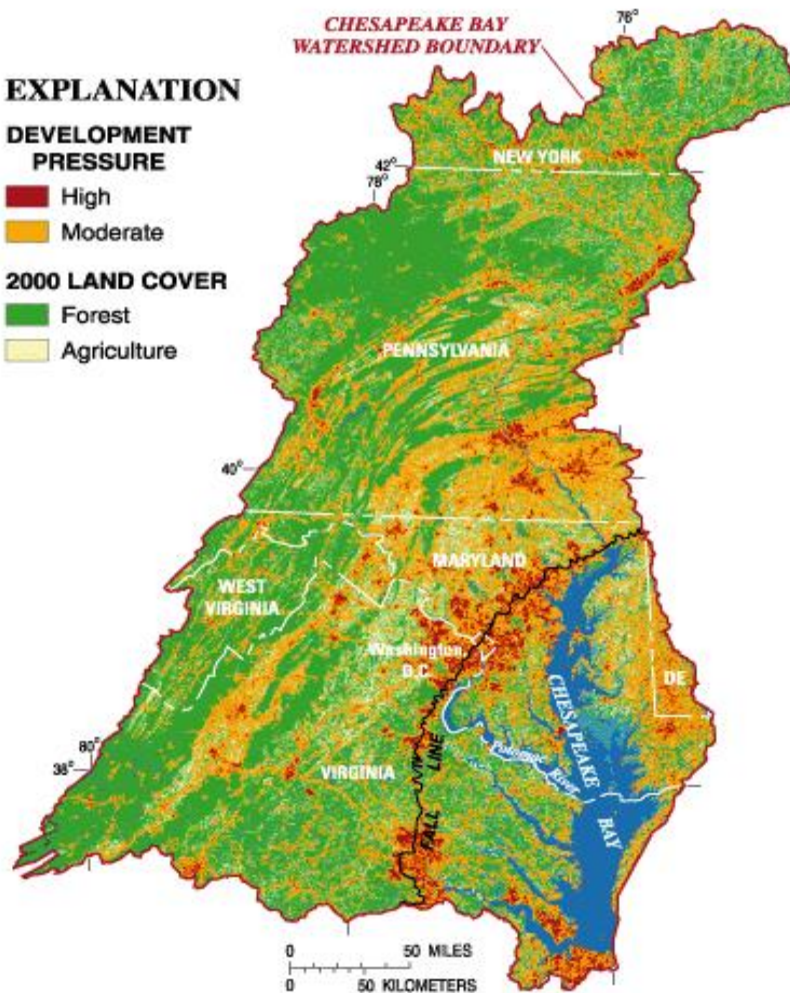 CHESAPEAKE BAY
WATERSHED BOUNDARY
76°
EXPLANATION
DEVELOPMENT
PRESSURE
High
Moderate
2000 LAND COVER
Forest
Agriculture
42°
78°
NEW YORK
PENNSYLVANIA
40°
MARYLAND
WEST
VIRGINIA
Washington
D.C.
DE
CHESAPEAKE
BAY
80°
38°
VIRGINIA
FALL LINE
Potomac River
0 50 MILES
0 50 KILOMETERS